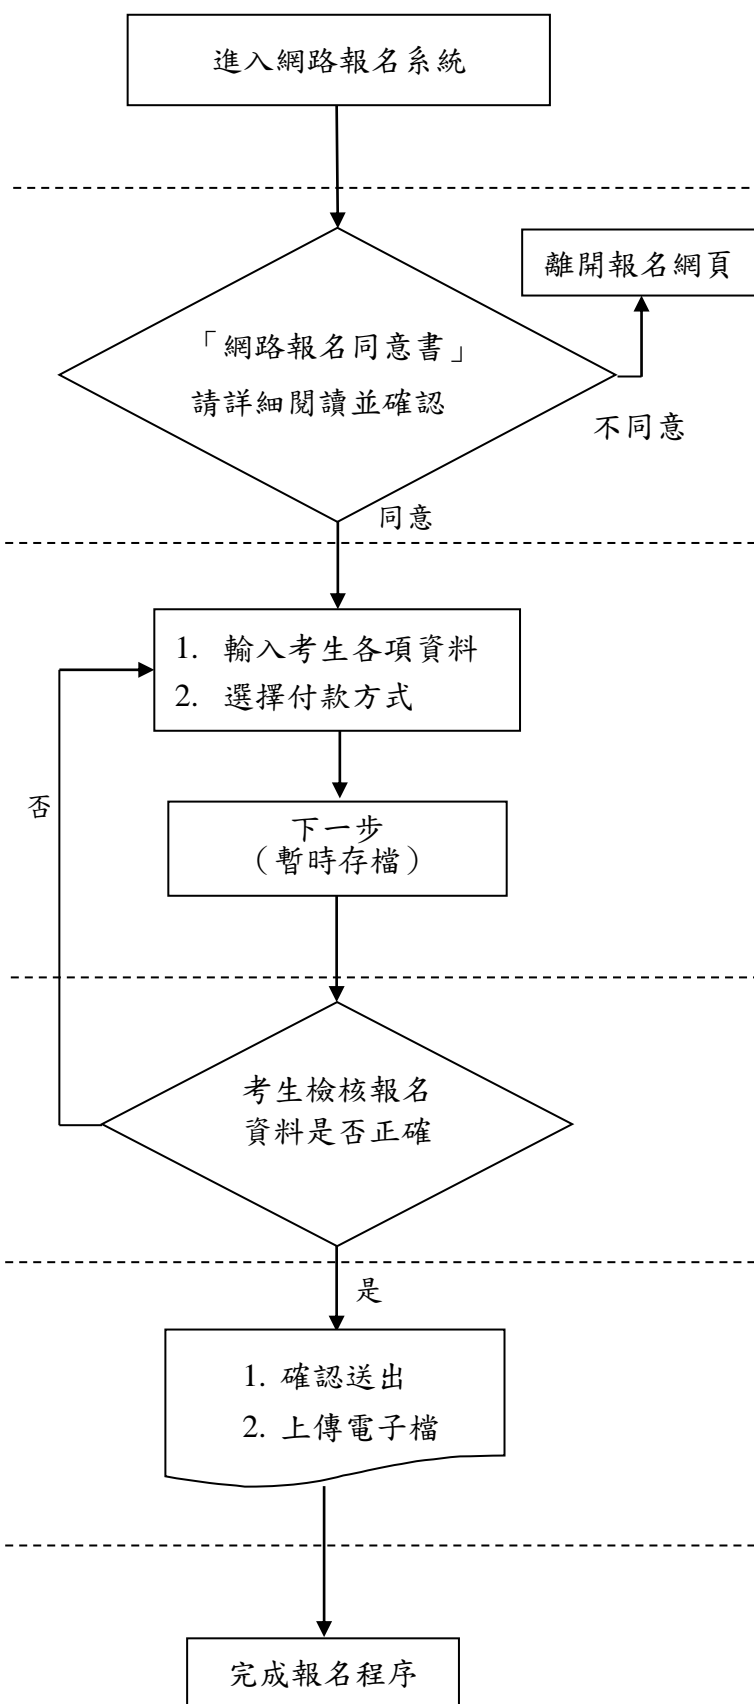 進入網路報名系統
離開報名網頁
「網路報名同意書」
請詳細閱讀並確認
不同意
同意
1. 輸入考生各項資料
2. 選擇付款方式
否
下一步
（暫時存檔）
考生檢核報名
資料是否正確
是
1. 確認送出
2. 上傳電子檔
完成報名程序